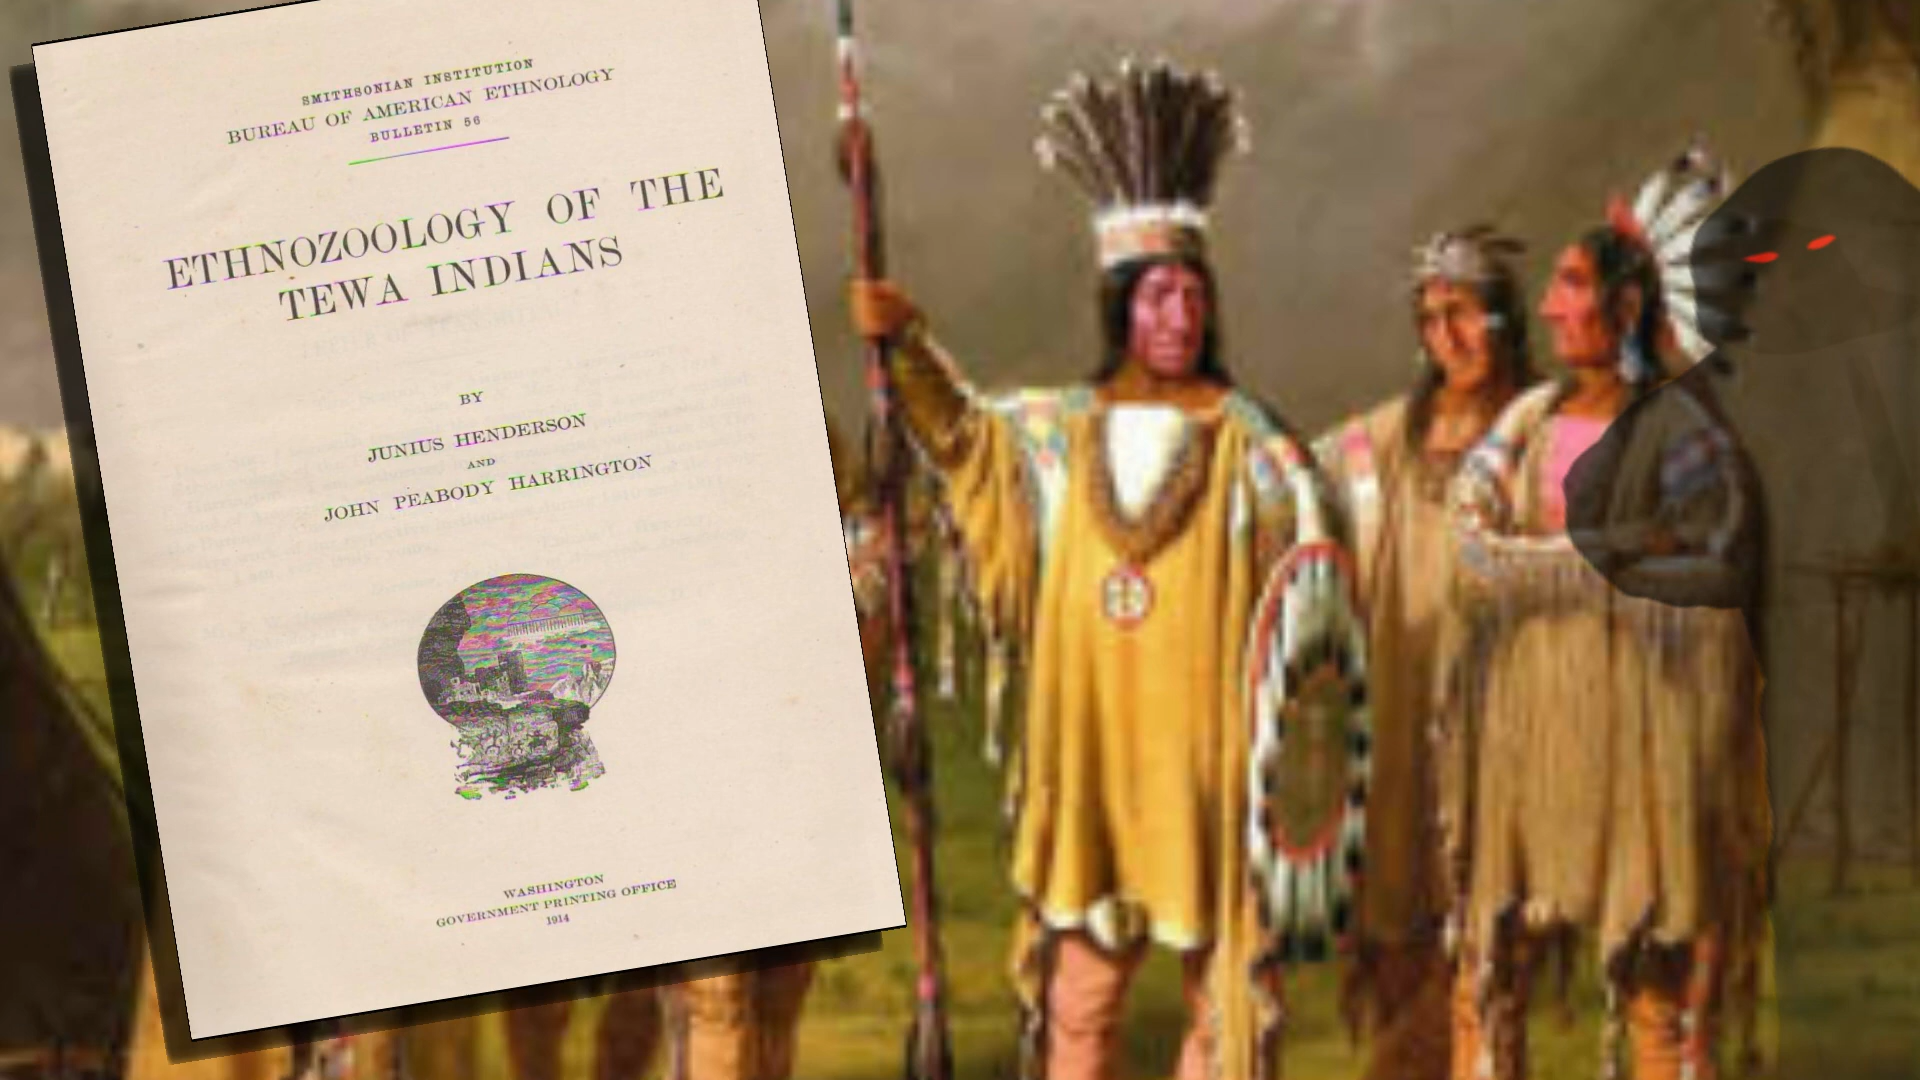 SMITHSONIAN INSTITUTION
BUREAU OF AMERICAN ETHNOLOGY
BULLETIN 56
ETHNOZOOLOGY OF THE
TEWA INDIANS
BY
JUNIUS HENDERSON
AND
JOHN PEABODY HARRINGTON
WASHINGTON
GOVERNMENT PRINTING OFFICE
1914